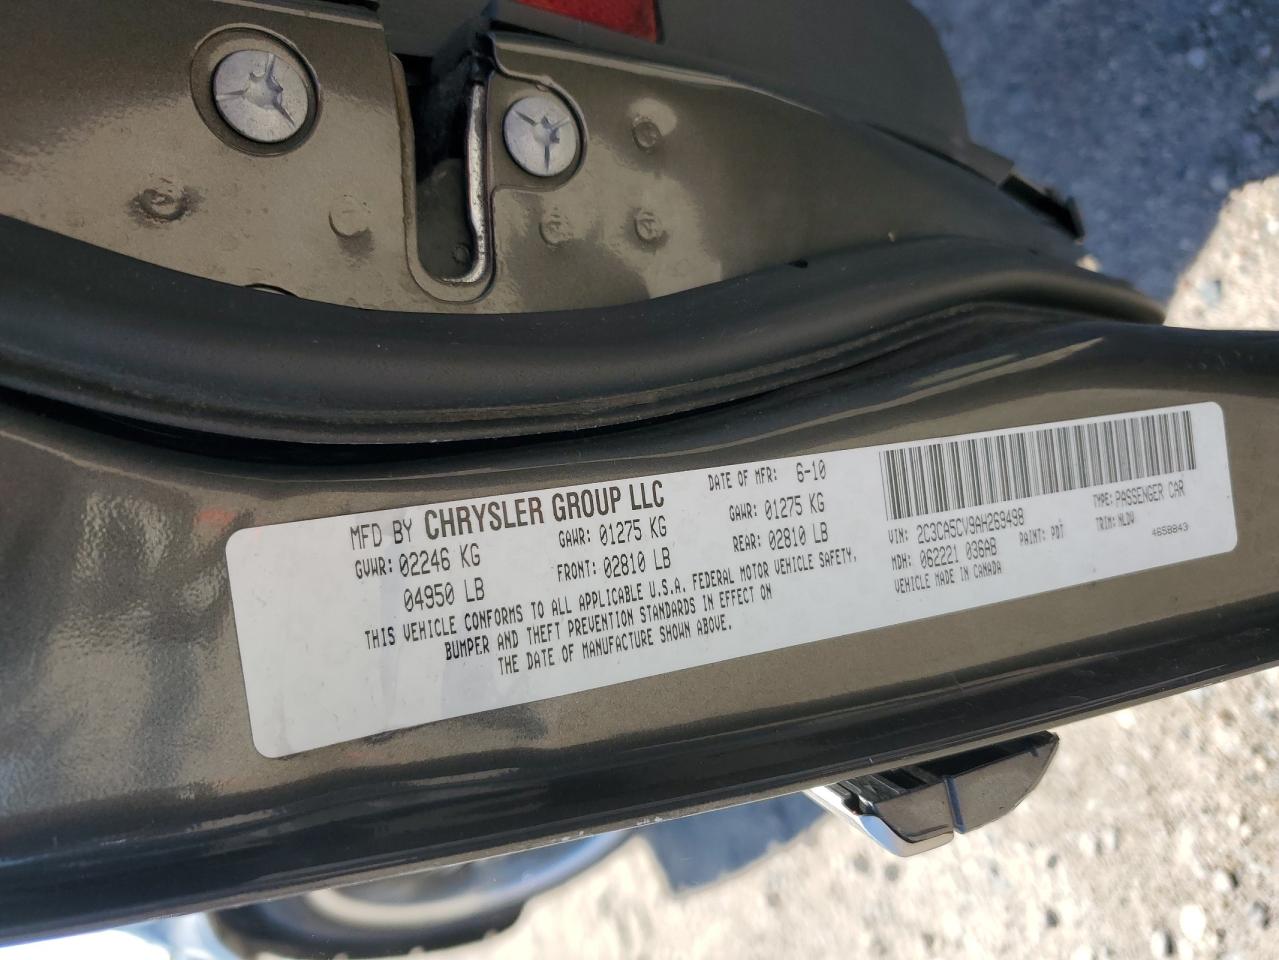 MFD BY CHRYSLER GROUP LLC DATE OF MFR: 6-10
GVWR: 02246 KG GAWR: 01275 KG GAWR: 01275 KG
04950 LB FRONT: 02810 LB REAR: 02810 LB
THIS VEHICLE CONFORMS TO ALL APPLICABLE U.S.A. FEDERAL MOTOR VEHICLE SAFETY,
BUMPER AND THEFT PREVENTION STANDARDS IN EFFECT ON
THE DATE OF MANUFACTURE SHOWN ABOVE.
VIN: 2C3CA5CV9AH269498 TYPE: PASSENGER CAR
MDH: 062221 036AB PAINT: PDT TRIM: NLDV
VEHICLE MADE IN CANADA 4658843